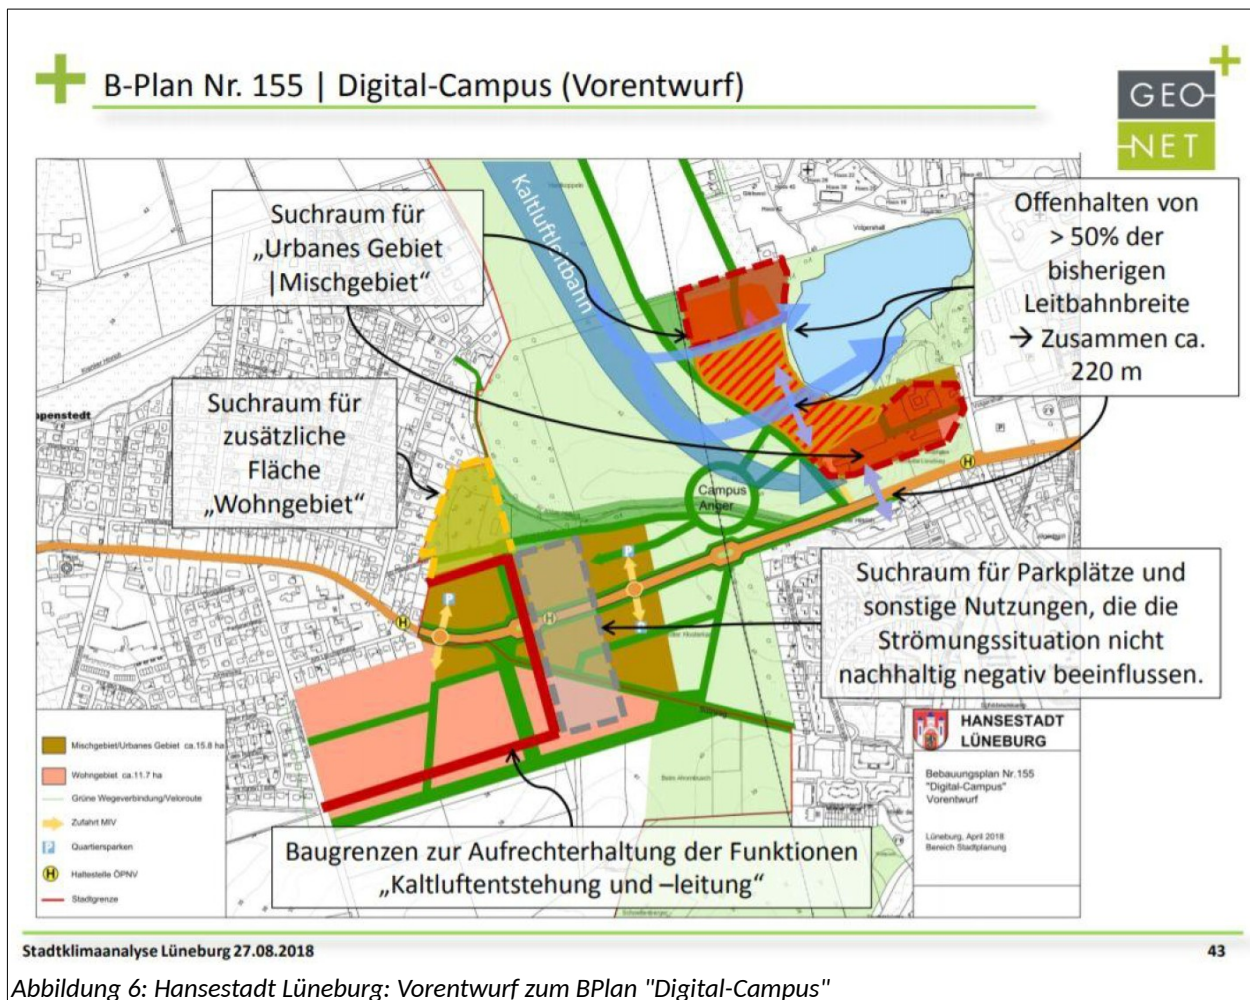 B-Plan Nr. 155 | Digital-Campus (Vorentwurf)
GEO-
-NET
Kaltluftleitbahn
Suchraum für
„Urbanes Gebiet
|Mischgebiet“
Offenhalten von
> 50% der
bisherigen
Leitbahnbreite
→ Zusammen ca.
220 m
Suchraum für
zusätzliche
Fläche
„Wohngebiet“
Volgershall
Campus
Anger
Suchraum für Parkplätze und
sonstige Nutzungen, die die
Strömungssituation nicht
nachhaltig negativ beeinflussen.
Baugrenzen zur Aufrechterhaltung der Funktionen
„Kaltluftentstehung und –leitung“
Mischgebiet/Urbanes Gebiet ca.15.8 ha
Wohngebiet ca.11.7 ha
Grüne Wegeverbindung/Veloroute
Zufahrt MIV
P Quartiersparken
H Haltestelle ÖPNV
Stadtgrenze
HANSESTADT
LÜNEBURG
Bebauungsplan Nr.155
"Digital-Campus"
Vorentwurf
Lüneburg, April 2018
Bereich Stadtplanung
Stadtklimaanalyse Lüneburg 27.08.2018
43
Abbildung 6: Hansestadt Lüneburg: Vorentwurf zum BPlan "Digital-Campus"